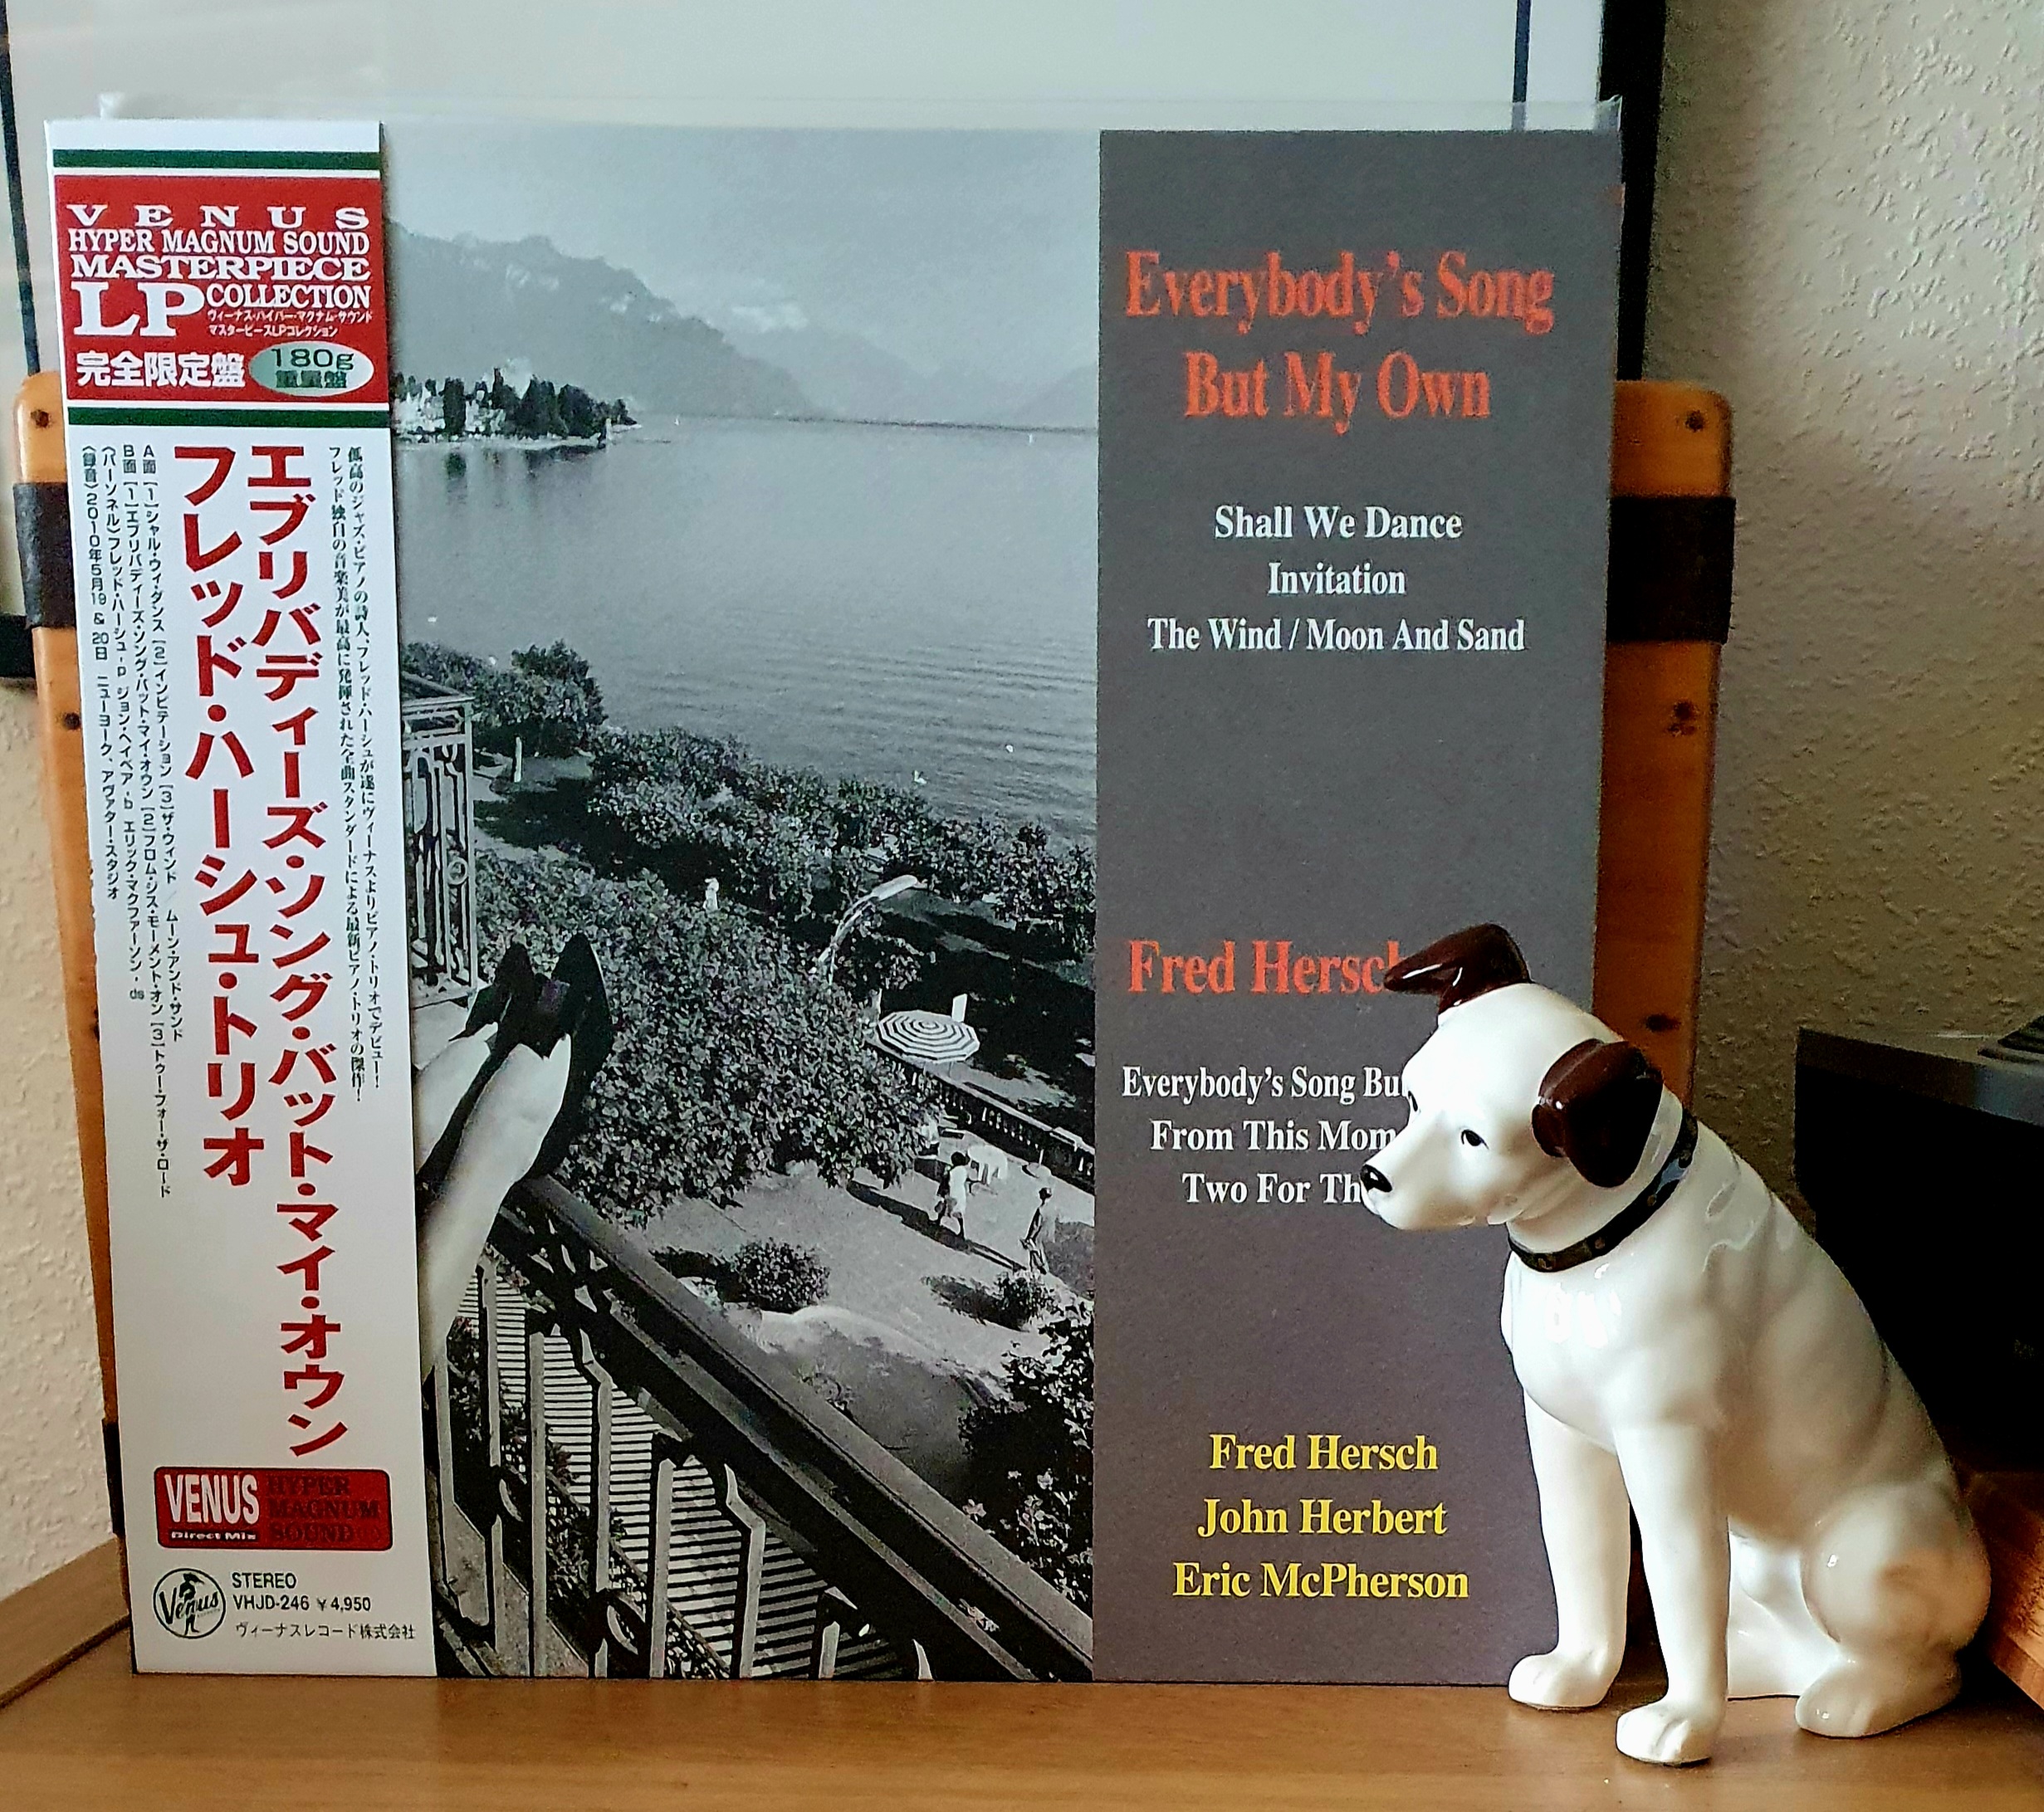 VENUS
HYPER MAGNUM SOUND
MASTERPIECE
LP COLLECTION
ヴィーナス・ハイパー・マグナム・サウンド
マスターピースLPコレクション
完全限定盤
180g
重量盤
孤高のジャズ・ピアノの詩人、フレッド・ハーシュが遂にヴィーナスよりピアノ・トリオでデビュー!
フレッド独自の音楽美が最高に発揮された全曲スタンダードによる最新ピアノ・トリオの傑作!
エブリバディーズ・ソング・バット・マイ・オウン
フレッド・ハーシュ・トリオ
A面 [1]シャル・ウィ・ダンス [2]インビテーション [3]ザ・ウィンド / ムーン・アンド・サンド
B面 [1]エブリバディーズ・ソング・バット・マイ・オウン [2]フロム・ジス・モーメント・オン [3]トゥー・フォー・ザ・ロード
〈パーソネル〉フレッド・ハーシュ - p ジョン・ヘイベア - b エリック・マクファーソン - ds
〈録音〉2010年5月19 & 20日 ニューヨーク、アヴァター・スタジオ
VENUS
Direct Mix
HYPER
MAGNUM
SOUND
Venus
STEREO
VHJD-246 ¥4,950
ヴィーナスレコード株式会社
Everybody's Song
But My Own
Shall We Dance
Invitation
The Wind / Moon And Sand
Fred Hersch
Everybody's Song But
From This Mom
Two For Th
Fred Hersch
John Herbert
Eric McPherson